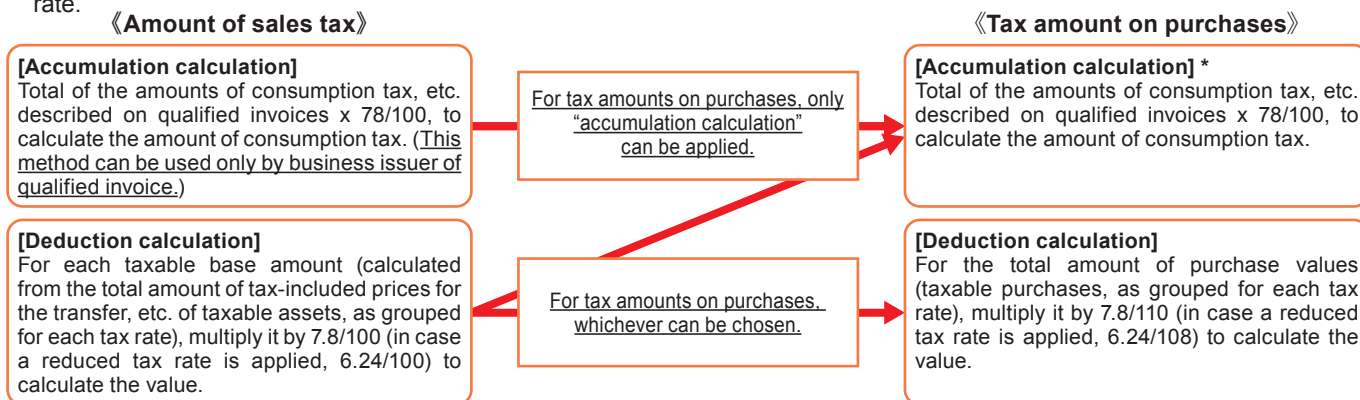 rate.
《Amount of sales tax》
《Tax amount on purchases》
[Accumulation calculation]
Total of the amounts of consumption tax, etc.
described on qualified invoices x 78/100, to
calculate the amount of consumption tax. (This
method can be used only by business issuer of
qualified invoice.)
For tax amounts on purchases, only
“accumulation calculation”
can be applied.
[Accumulation calculation] *
Total of the amounts of consumption tax, etc.
described on qualified invoices x 78/100, to
calculate the amount of consumption tax.
[Deduction calculation]
For each taxable base amount (calculated
from the total amount of tax-included prices for
the transfer, etc. of taxable assets, as grouped
for each tax rate), multiply it by 7.8/100 (in case
a reduced tax rate is applied, 6.24/100) to
calculate the value.
For tax amounts on purchases,
whichever can be chosen.
[Deduction calculation]
For the total amount of purchase values
(taxable purchases, as grouped for each tax
rate), multiply it by 7.8/110 (in case a reduced
tax rate is applied, 6.24/108) to calculate the
value.